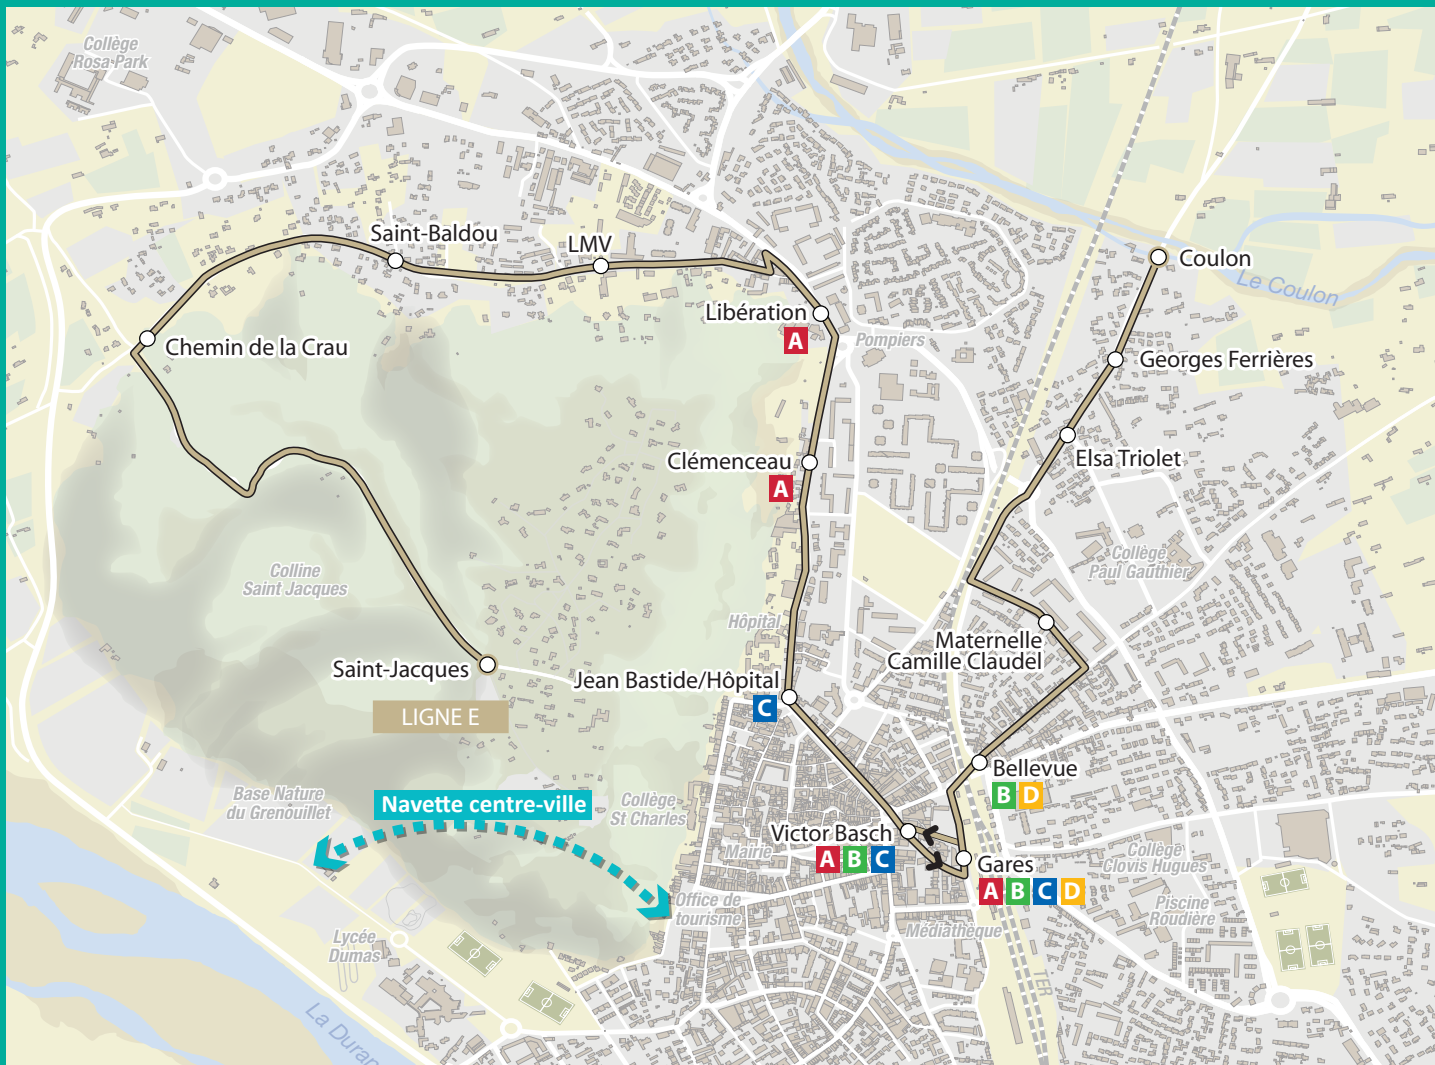 Collège
Rosa Park
Saint-Baldou
LMV
Coulon
Le Coulon
Libération
A
Pompiers
Chemin de la Crau
Georges Ferrières
Clémenceau
A
Elsa Triolet
Collège
Paul Gauthier
Colline
Saint Jacques
Hôpital
Maternelle
Camille Claudel
Saint-Jacques
Jean Bastide/Hôpital
C
LIGNE E
Bellevue
B D
Base Nature
du Grenouillet
Navette centre-ville
Collège
St Charles
Victor Basch
A B C
Mairie
Gares
A B C D
Collège
Clovis Hugues
Office de
tourisme
Piscine
Roudière
Médiathèque
Lycée
Dumas
TER
La Duran